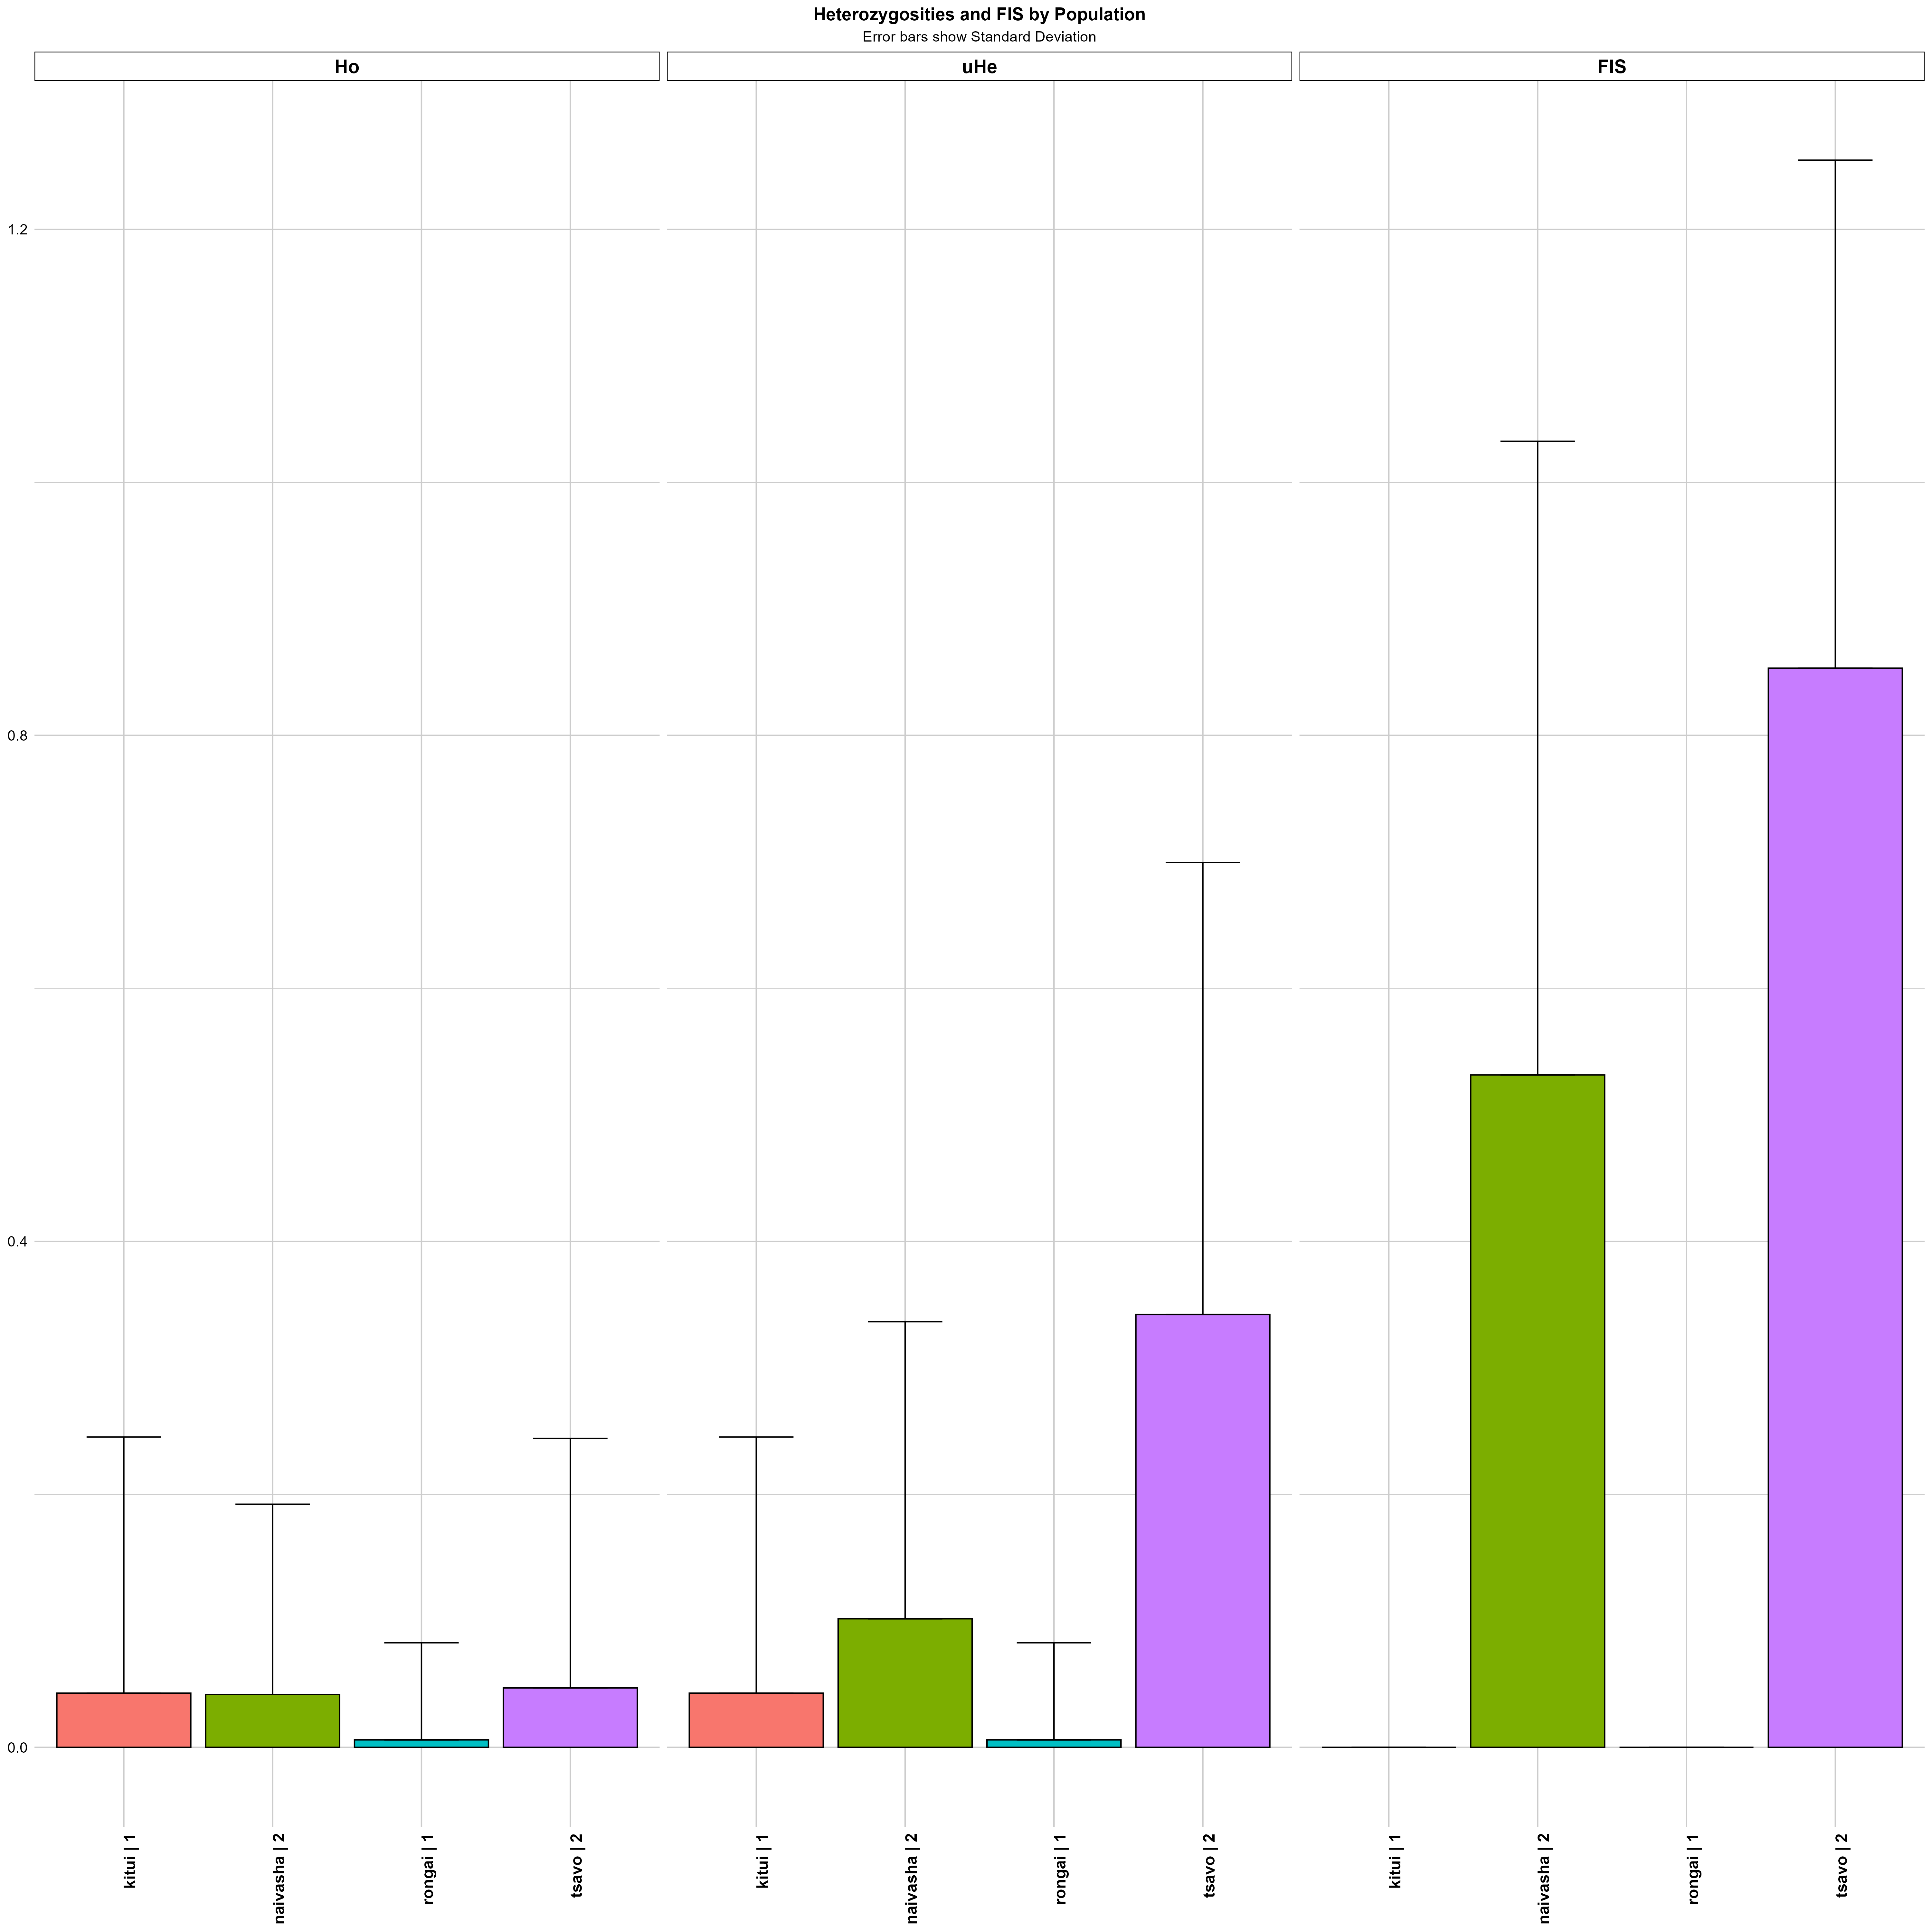 Heterozygosities and FIS by Population
Error bars show Standard Deviation
Ho
uHe
FIS
1.2
0.8
0.4
0.0
kitui | 1
naivasha | 2
rongai | 1
tsavo | 2
kitui | 1
naivasha | 2
rongai | 1
tsavo | 2
kitui | 1
naivasha | 2
rongai | 1
tsavo | 2